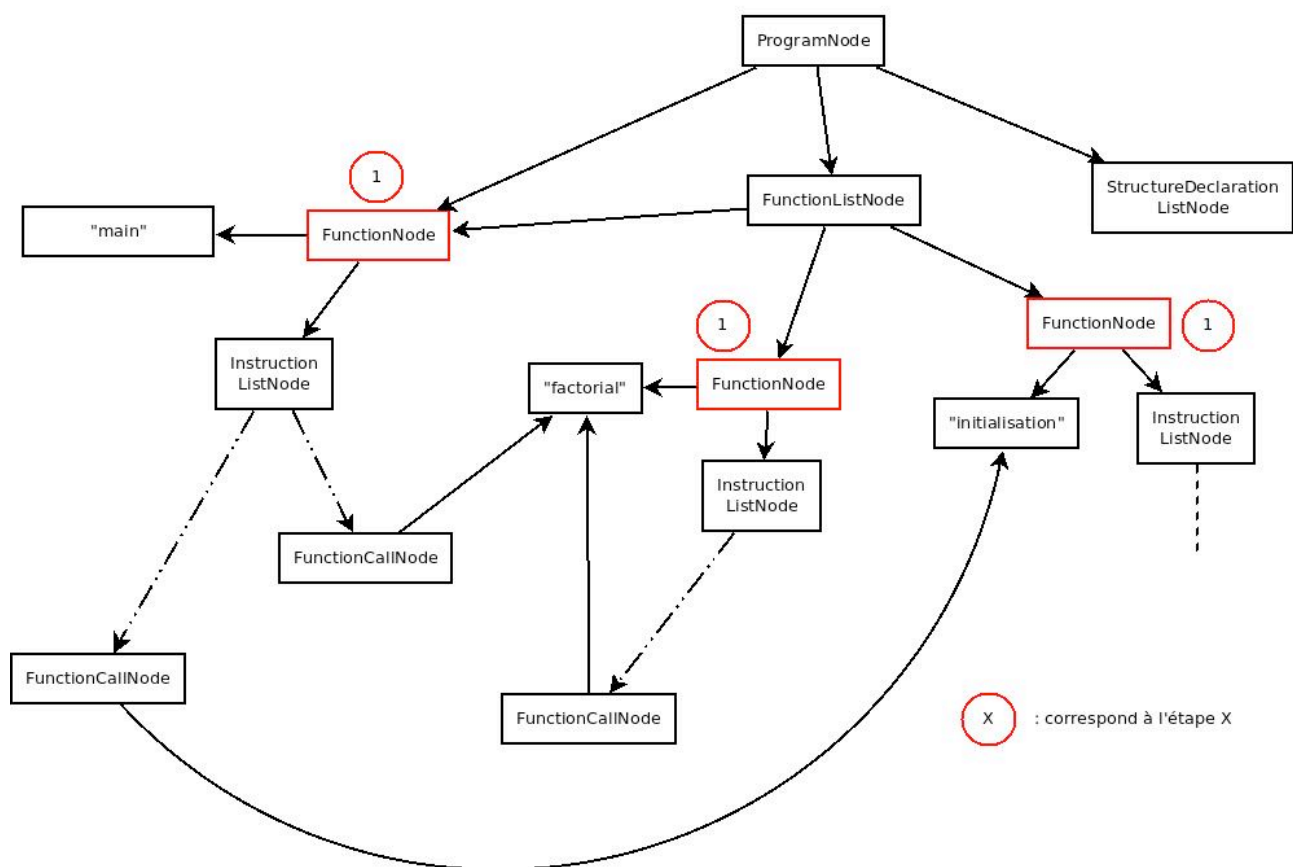 ProgramNode
1
FunctionListNode
StructureDeclaration
ListNode
"main"
FunctionNode
1
FunctionNode
1
Instruction
ListNode
"factorial"
FunctionNode
"initialisation"
Instruction
ListNode
Instruction
ListNode
FunctionCallNode
FunctionCallNode
FunctionCallNode
X : correspond à l'étape X